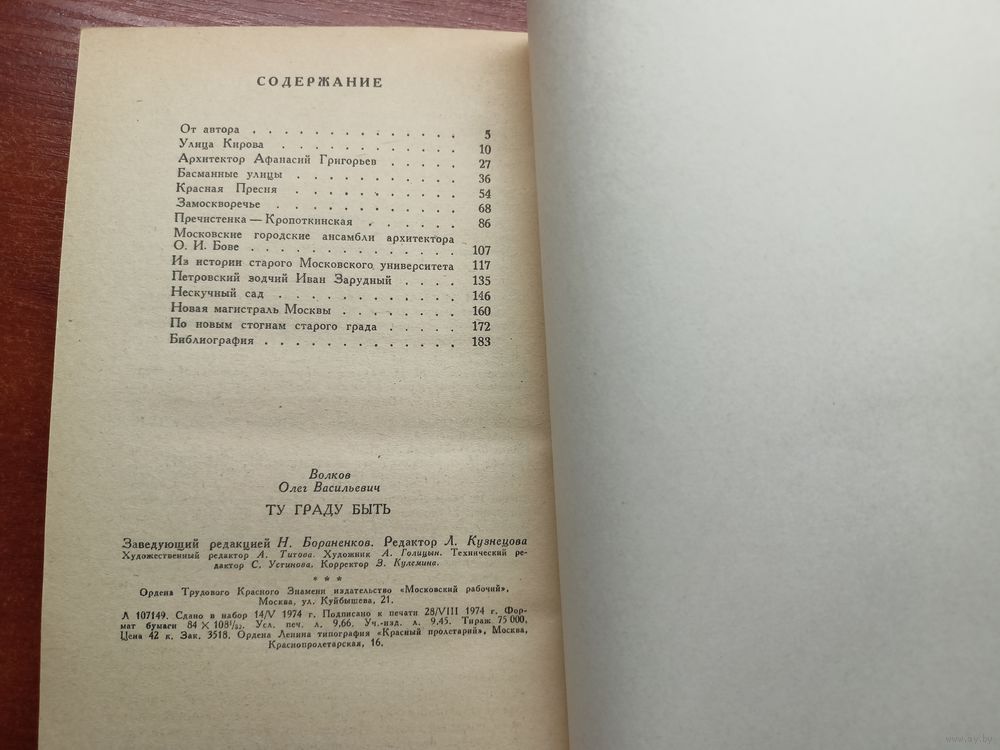 СОДЕРЖАНИЕ
От автора . . . . . . . . . . . . . . 5
Улица Кирова . . . . . . . . . . . . 10
Архитектор Афанасий Григорьев . . . . . 27
Басманные улицы . . . . . . . . . . . 36
Красная Пресня . . . . . . . . . . . 54
Замоскворечье . . . . . . . . . . . . 68
Пречистенка — Кропоткинская . . . . . . 86
Московские городские ансамбли архитектора
О. И. Бове . . . . . . . . . . . . . 107
Из истории старого Московского университета 117
Петровский зодчий Иван Зарудный . . . . 135
Нескучный сад . . . . . . . . . . . . 146
Новая магистраль Москвы . . . . . . . . 160
По новым стогнам старого града . . . . . 172
Библиография . . . . . . . . . . . . . 183
Волков
Олег Васильевич
ТУ ГРАДУ БЫТЬ
Заведующий редакцией Н. Бораненков. Редактор Л. Кузнецова
Художественный редактор А. Титова. Художник А. Голицын. Технический ре-
дактор С. Устинова. Корректор Э. Кулемина.
* * *
Ордена Трудового Красного Знамени издательство «Московский рабочий»,
Москва, ул. Куйбышева, 21.
Л 107149. Сдано в набор 14/V 1974 г. Подписано к печати 28/VIII 1974 г. Фор-
мат бумаги 84 × 108¹/₃₂. Усл. печ. л. 9,66. Уч.-изд. л. 9,45. Тираж 75 000.
Цена 42 к. Зак. 3518. Ордена Ленина типография «Красный пролетарий», Москва,
Краснопролетарская, 16.
www.ay.by